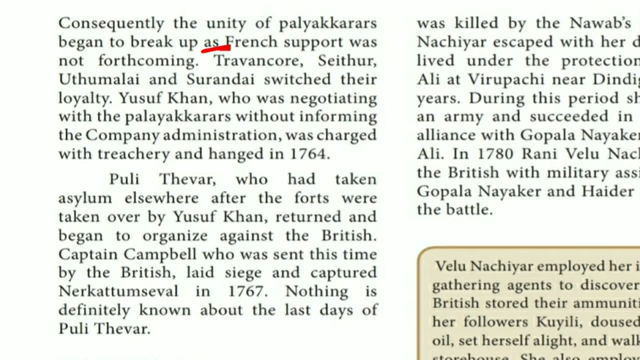 Consequently the unity of palyakkarars
began to break up as French support was
not forthcoming. Travancore, Seithur,
Uthumalai and Surandai switched their
loyalty. Yusuf Khan, who was negotiating
with the palayakkarars without informing
the Company administration, was charged
with treachery and hanged in 1764.
Puli Thevar, who had taken
asylum elsewhere after the forts were
taken over by Yusuf Khan, returned and
began to organize against the British.
Captain Campbell who was sent this time
by the British, laid siege and captured
Nerkattumseval in 1767. Nothing is
definitely known about the last days of
Puli Thevar.
was killed by the Nawab's
Nachiyar escaped with her d
lived under the protection
Ali at Virupachi near Dindig
years. During this period sh
an army and succeeded in
alliance with Gopala Nayaker
Ali. In 1780 Rani Velu Nach
the British with military assi
Gopala Nayaker and Haider
the battle.
Velu Nachiyar employed her i
gathering agents to discover
British stored their ammuniti
her followers Kuyili, doused
oil, set herself alight, and walk
storehouse. She also employ